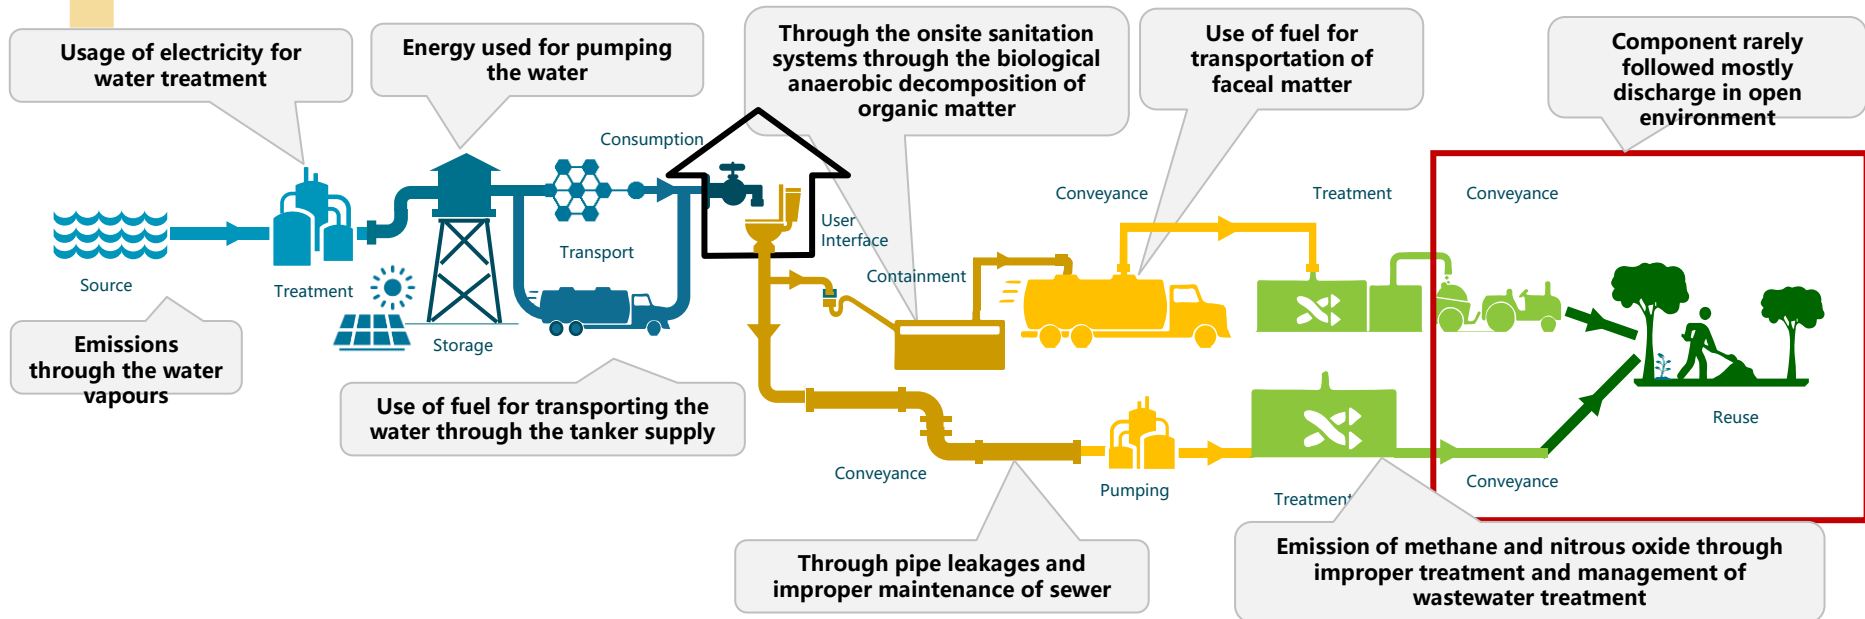 Usage of electricity for
water treatment
Energy used for pumping
the water
Through the onsite sanitation
systems through the biological
anaerobic decomposition of
organic matter
Use of fuel for
transportation of
faceal matter
Component rarely
followed mostly
discharge in open
environment
Consumption
Conveyance
Treatment
Conveyance
User
Interface
Transport
Containment
Source
Treatment
Storage
Emissions
through the water
vapours
Use of fuel for transporting the
water through the tanker supply
Reuse
Conveyance
Pumping
Treatment
Conveyance
Through pipe leakages and
improper maintenance of sewer
Emission of methane and nitrous oxide through
improper treatment and management of
wastewater treatment